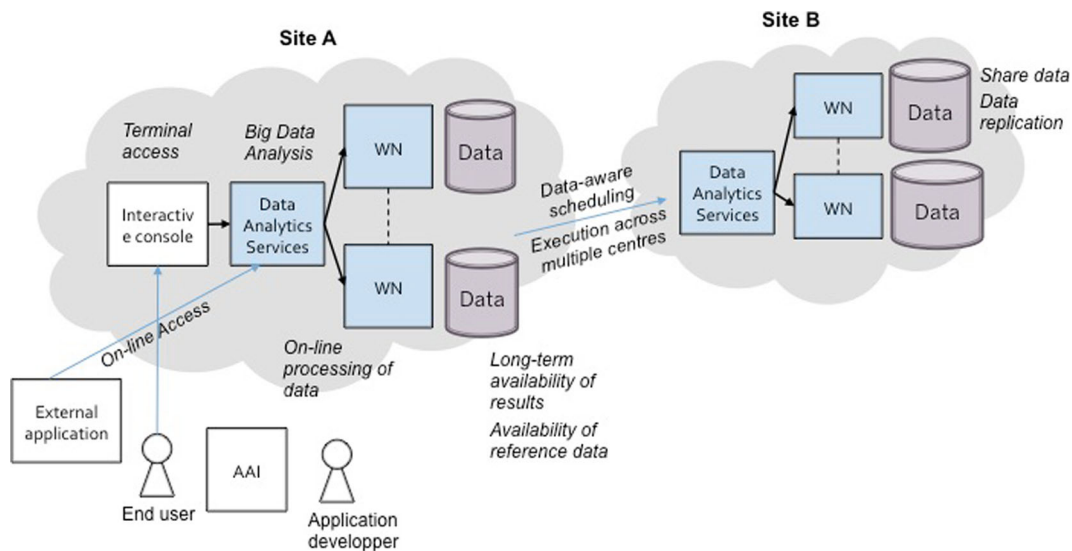 Site A
Site B
Terminal
access
Big Data
Analysis
WN
Data
Interactiv
e console
Data
Analytics
Services
WN
Data
Data-aware
scheduling
Execution across
multiple centres
Data
Analytics
Services
WN
Data
WN
Data
Share data
Data
replication
On-line Access
On-line
processing of
data
Long-term
availability of
results
Availability of
reference data
External
application
End user
AAI
Application
developper